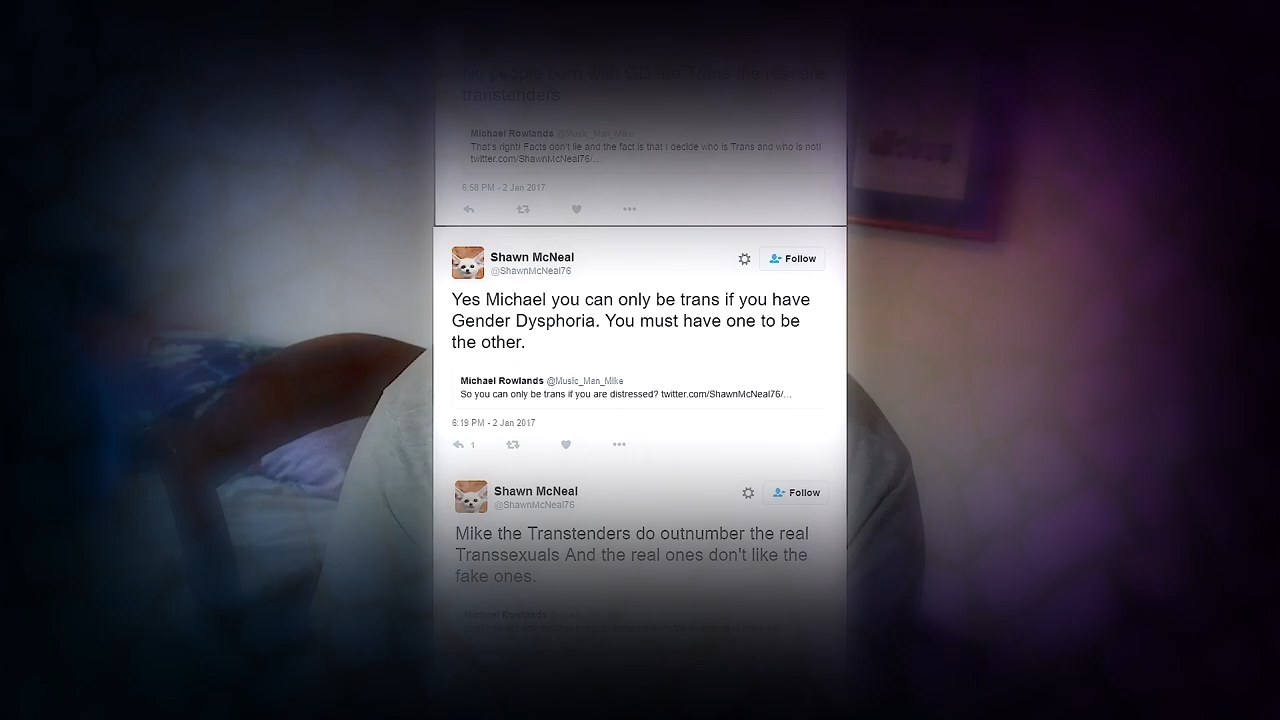 No people born with GD are Trans the rest are
transtenders
Michael Rowlands @Music_Man_Mike
That's right! Facts don't lie and the fact is that I decide who is Trans and who is not!
twitter.com/ShawnMcNeal76/...
6:58 PM - 2 Jan 2017
Shawn McNeal
Follow
@ShawnMcNeal76
Yes Michael you can only be trans if you have
Gender Dysphoria. You must have one to be
the other.
Michael Rowlands @Music_Man_Mike
So you can only be trans if you are distressed? twitter.com/ShawnMcNeal76/...
6:19 PM - 2 Jan 2017
1
Shawn McNeal
Follow
@ShawnMcNeal76
Mike the Transtenders do outnumber the real
Transsexuals And the real ones don't like the
fake ones.
Michael Rowlands